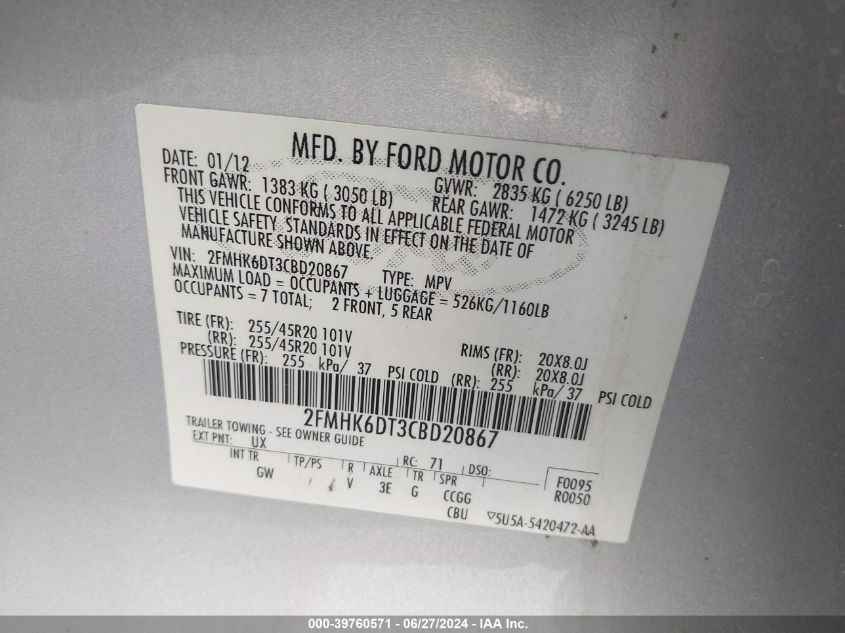 MFD. BY FORD MOTOR CO.
DATE: 01/12 GVWR: 2835 KG ( 6250 LB)
FRONT GAWR: 1383 KG ( 3050 LB) REAR GAWR: 1472 KG ( 3245 LB)
THIS VEHICLE CONFORMS TO ALL APPLICABLE FEDERAL MOTOR
VEHICLE SAFETY, STANDARDS IN EFFECT ON THE DATE OF
MANUFACTURE SHOWN ABOVE.
VIN: 2FMHK6DT3CBD20867 TYPE: MPV
MAXIMUM LOAD = OCCUPANTS + LUGGAGE = 526KG/1160LB
OCCUPANTS = 7 TOTAL; 2 FRONT, 5 REAR
TIRE (FR): 255/45R20 101V RIMS (FR): 20X8.0J
(RR): 255/45R20 101V (RR): 20X8.0J
PRESSURE (FR): 255 kPa/ 37 PSI COLD (RR): 255 kPa/ 37 PSI COLD
2FMHK6DT3CBD20867
TRAILER TOWING - SEE OWNER GUIDE
EXT PNT: UX RC: 71 DSO: F0095
INT TR TP/PS R AXLE TR SPR R0050
GW V 3E G CCGG
CBU ▽5U5A-5420472-AA
000-39760571 - 06/27/2024 - IAA Inc.